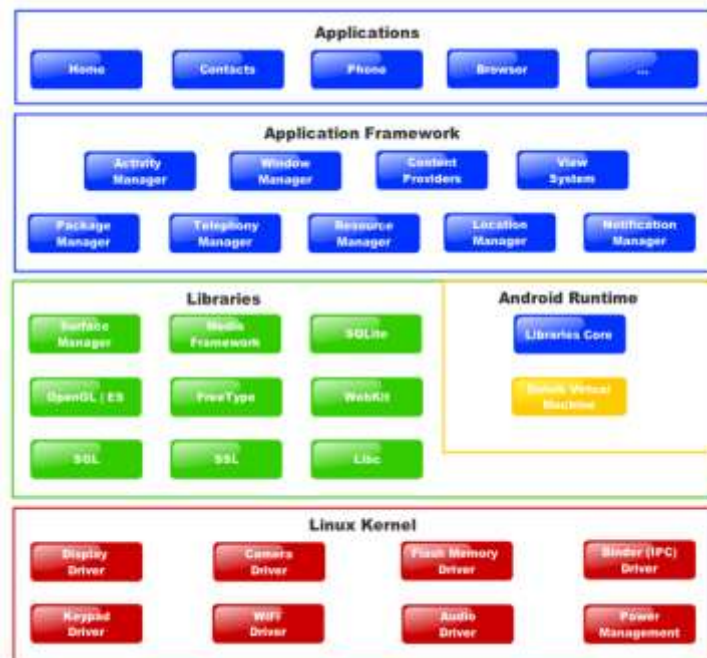 Applications
Home
Contacts
Phone
Browser
...
Application Framework
Activity
Manager
Window
Manager
Content
Providers
View
System
Package
Manager
Telephony
Manager
Resource
Manager
Location
Manager
Notification
Manager
Libraries
Surface
Manager
Media
Framework
SQLite
OpenGL | ES
FreeType
WebKit
SGL
SSL
Libc
Android Runtime
Libraries Core
Dalvik Virtual
Machine
Linux Kernel
Display
Driver
Camera
Driver
Flash Memory
Driver
Binder (IPC)
Driver
Keypad
Driver
WiFi
Driver
Audio
Driver
Power
Management